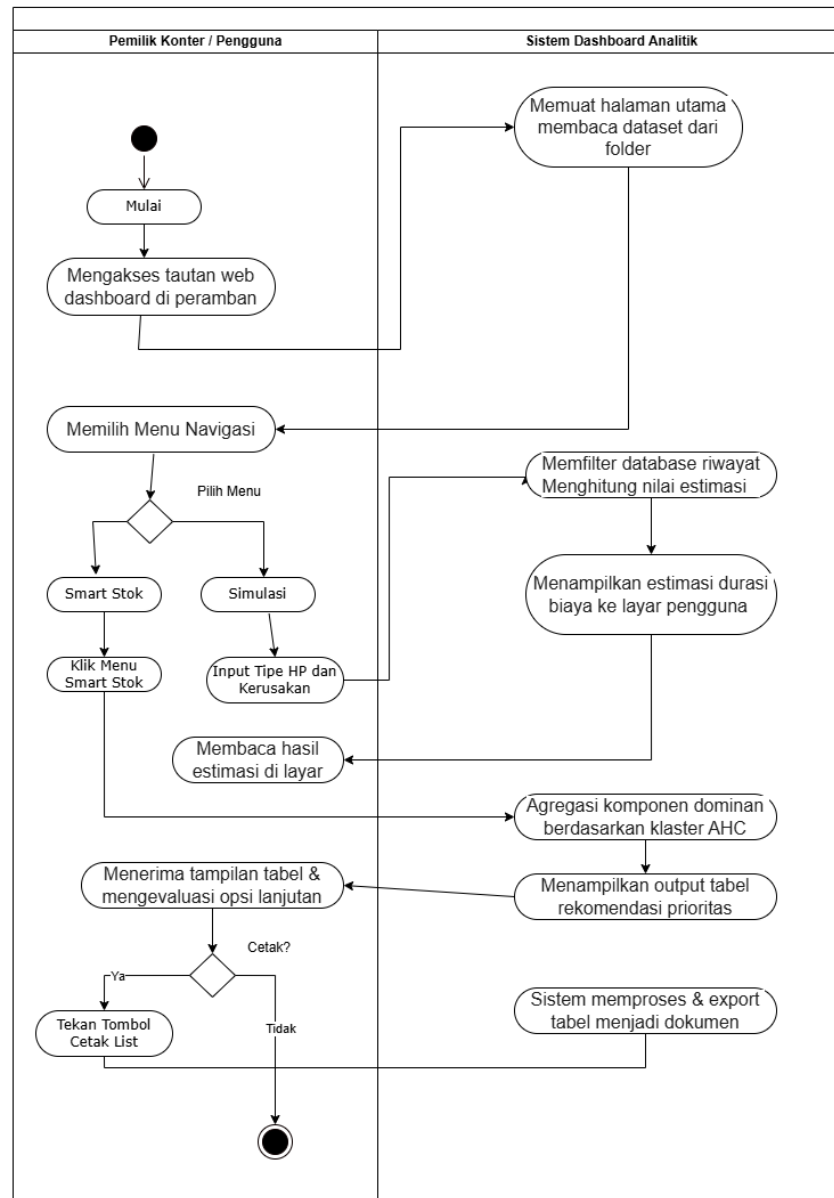 Pemilik Konter / Pengguna
Sistem Dashboard Analitik
Memuat halaman utama
membaca dataset dari
folder
Mulai
Mengakses tautan web
dashboard di peramban
Memilih Menu Navigasi
Pilih Menu
Memfilter database riwayat
Menghitung nilai estimasi
Smart Stok
Simulasi
Menampilkan estimasi durasi
biaya ke layar pengguna
Klik Menu
Smart Stok
Input Tipe HP dan
Kerusakan
Membaca hasil
estimasi di layar
Agregasi komponen dominan
berdasarkan klaster AHC
Menerima tampilan tabel &
mengevaluasi opsi lanjutan
Menampilkan output tabel
rekomendasi prioritas
Cetak?
Ya
Tidak
Tekan Tombol
Cetak List
Sistem memproses & export
tabel menjadi dokumen